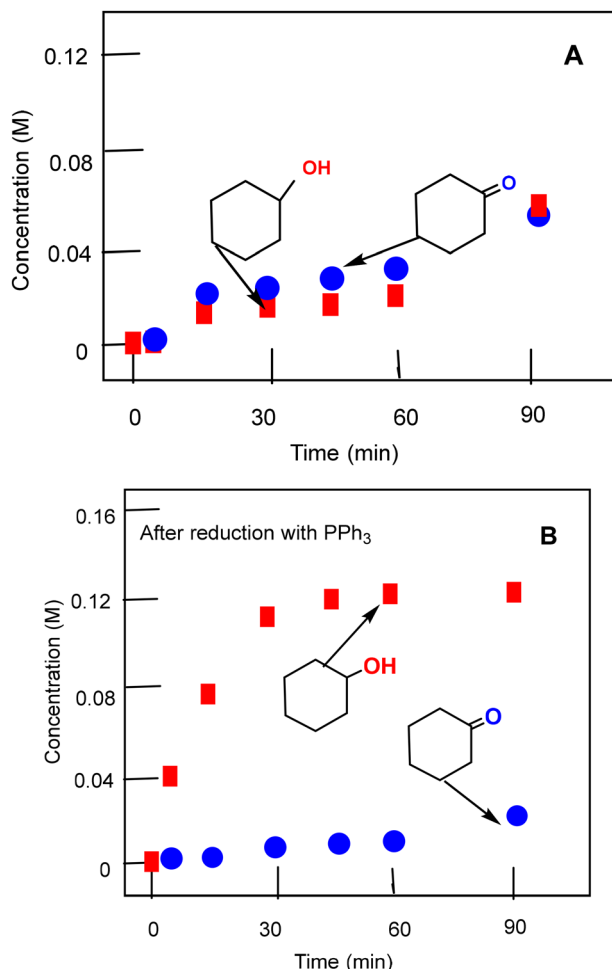 A
0.12
0.08
0.04
0
Concentration (M)
OH
O
0
30
60
90
Time (min)
B
After reduction with PPh₃
0.16
0.12
0.08
0.04
0
Concentration (M)
OH
O
0
30
60
90
Time (min)